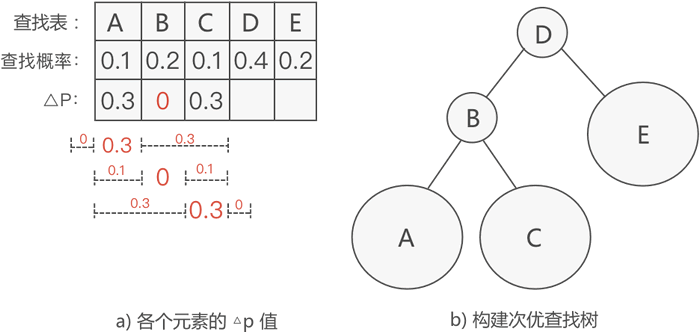 查找表： A B C D E
查找概率： 0.1 0.2 0.1 0.4 0.2
△P： 0.3 0 0.3
0 0.3 0.3
0.1 0 0.1
0.3 0.3 0
D
B
E
A
C
a) 各个元素的 △p 值
b) 构建次优查找树